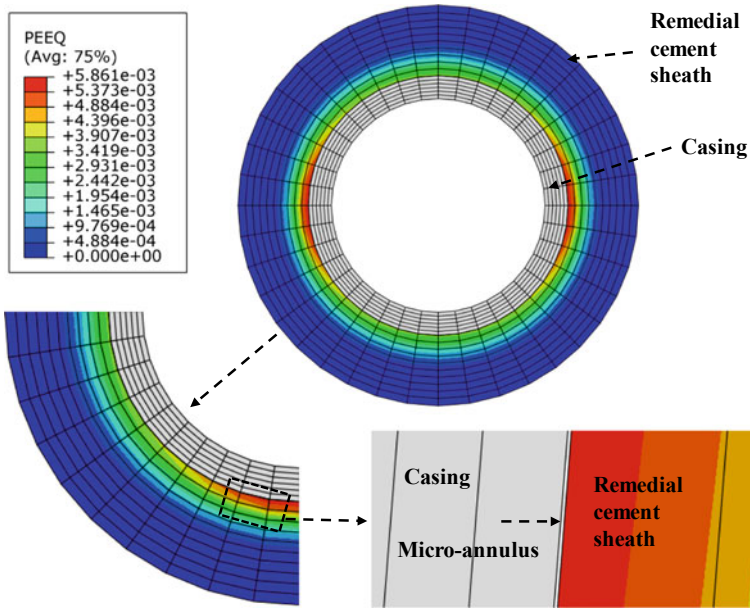 PEEQ
(Avg: 75%)
+5.861e-03
+5.373e-03
+4.884e-03
+4.396e-03
+3.907e-03
+3.419e-03
+2.931e-03
+2.442e-03
+1.954e-03
+1.465e-03
+9.769e-04
+4.884e-04
+0.000e+00
Remedial
cement
sheath
Casing
Casing
Micro-annulus
Remedial
cement
sheath